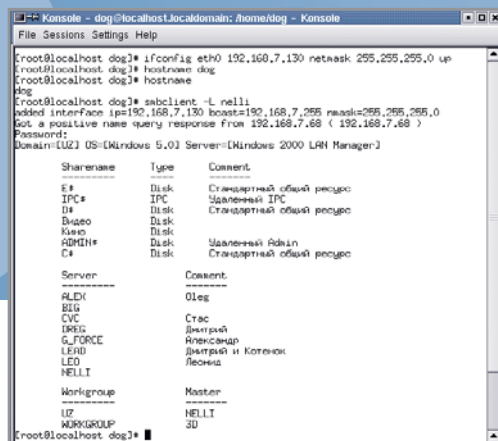 Konsole - dog@localhost.localdomain: /home/dog - Konsole
File Sessions Settings Help
[root@localhost dog]# ifconfig eth0 192.168.7.130 netmask 255.255.255.0 up
[root@localhost dog]# hostname dog
[root@localhost dog]# hostname
dog
[root@localhost dog]# smbclient -L nelli
added interface ip=192.168.7.130 bcast=192.168.7.255 nmask=255.255.255.0
Got a positive name query response from 192.168.7.68 ( 192.168.7.68 )
Password:
Domain=[UZ] OS=[Windows 5.0] Server=[Windows 2000 LAN Manager]
Sharename Type Comment
--------- ---- -------
E$ Disk Стандартный общий ресурс
IPC$ IPC Удаленный IPC
D$ Disk Стандартный общий ресурс
Видео Disk
Кино Disk
ADMIN$ Disk Удаленный Admin
C$ Disk Стандартный общий ресурс
Server Comment
--------- -------
ALEX Oleg
BIG
CVC Стас
DREG Дмитрий
G_FORCE Александр
LEAD Дмитрий и Котенок
LEO Леонид
NELLI
Workgroup Master
--------- -------
UZ NELLI
WORKGROUP 3D
[root@localhost dog]#